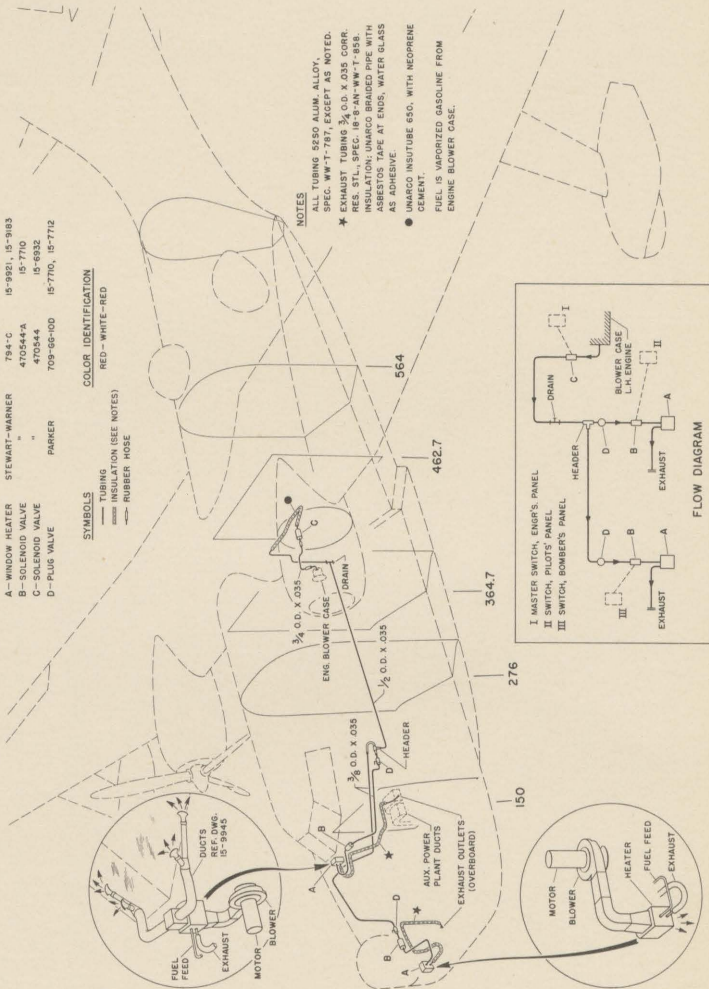 A-WINDOW HEATER STEWART-WARNER 794-C 15-9921, 15-9183
B-SOLENOID VALVE " 470544-A 15-7710
C-SOLENOID VALVE " 470544 15-6932
D-PLUG VALVE PARKER 709-GG-10D 15-7710, 15-7712
SYMBOLS
TUBING
INSULATION (SEE NOTES)
RUBBER HOSE
COLOR IDENTIFICATION
RED-WHITE-RED
NOTES
ALL TUBING 52SO ALUM. ALLOY,
SPEC. WW-T-787, EXCEPT AS NOTED.
★ EXHAUST TUBING 3/4 O.D. X .035 CORR.
RES. STL., SPEC. 18-8-AN-WW-T-858.
INSULATION: UNARCO BRAIDED PIPE WITH
ASBESTOS TAPE AT ENDS, WATER GLASS
AS ADHESIVE.
● UNARCO INSUTUBE 650, WITH NEOPRENE
CEMENT.
FUEL IS VAPORIZED GASOLINE FROM
ENGINE BLOWER CASE.
DUCTS
REF. DWG.
15-9945
FUEL
FEED
EXHAUST
MOTOR
BLOWER
A
B
3/8 O.D. X .035
D
HEADER
3/4 O.D. X .035
ENG. BLOWER CASE
C
DRAIN
1/2 O.D. X .035
★
AUX. POWER
PLANT DUCTS
EXHAUST OUTLETS
(OVERBOARD)
D
B
A
★
150
276
364.7
462.7
564
MOTOR
BLOWER
HEATER
FUEL FEED
EXHAUST
I MASTER SWITCH, ENGR'S. PANEL
II SWITCH, PILOTS' PANEL
III SWITCH, BOMBER'S PANEL
DRAIN
I
C
BLOWER CASE
L.H. ENGINE
HEADER
D
D
II
III
B
B
A
A
EXHAUST
EXHAUST
FLOW DIAGRAM